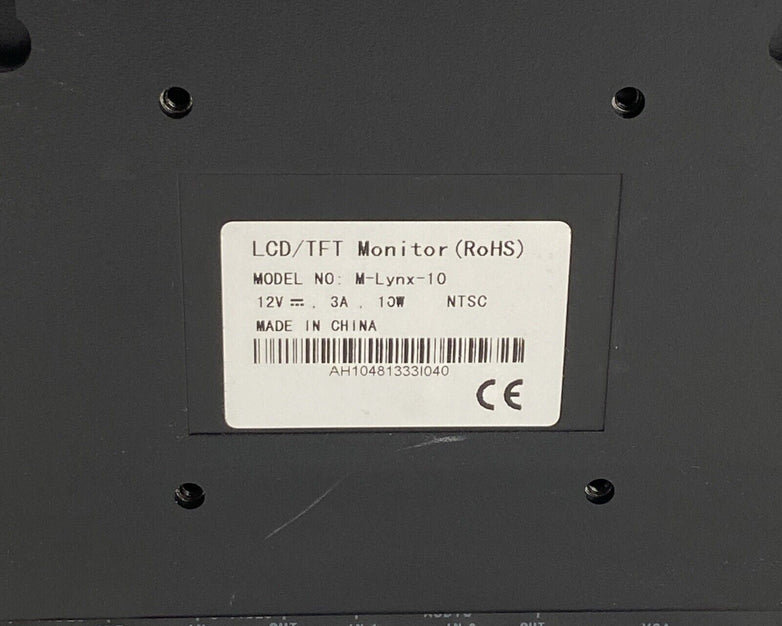 LCD/TFT Monitor(RoHS)
MODEL NO: M-Lynx-10
12V ⎓ . 3A . 10W NTSC
MADE IN CHINA
AH10481333I040
CE